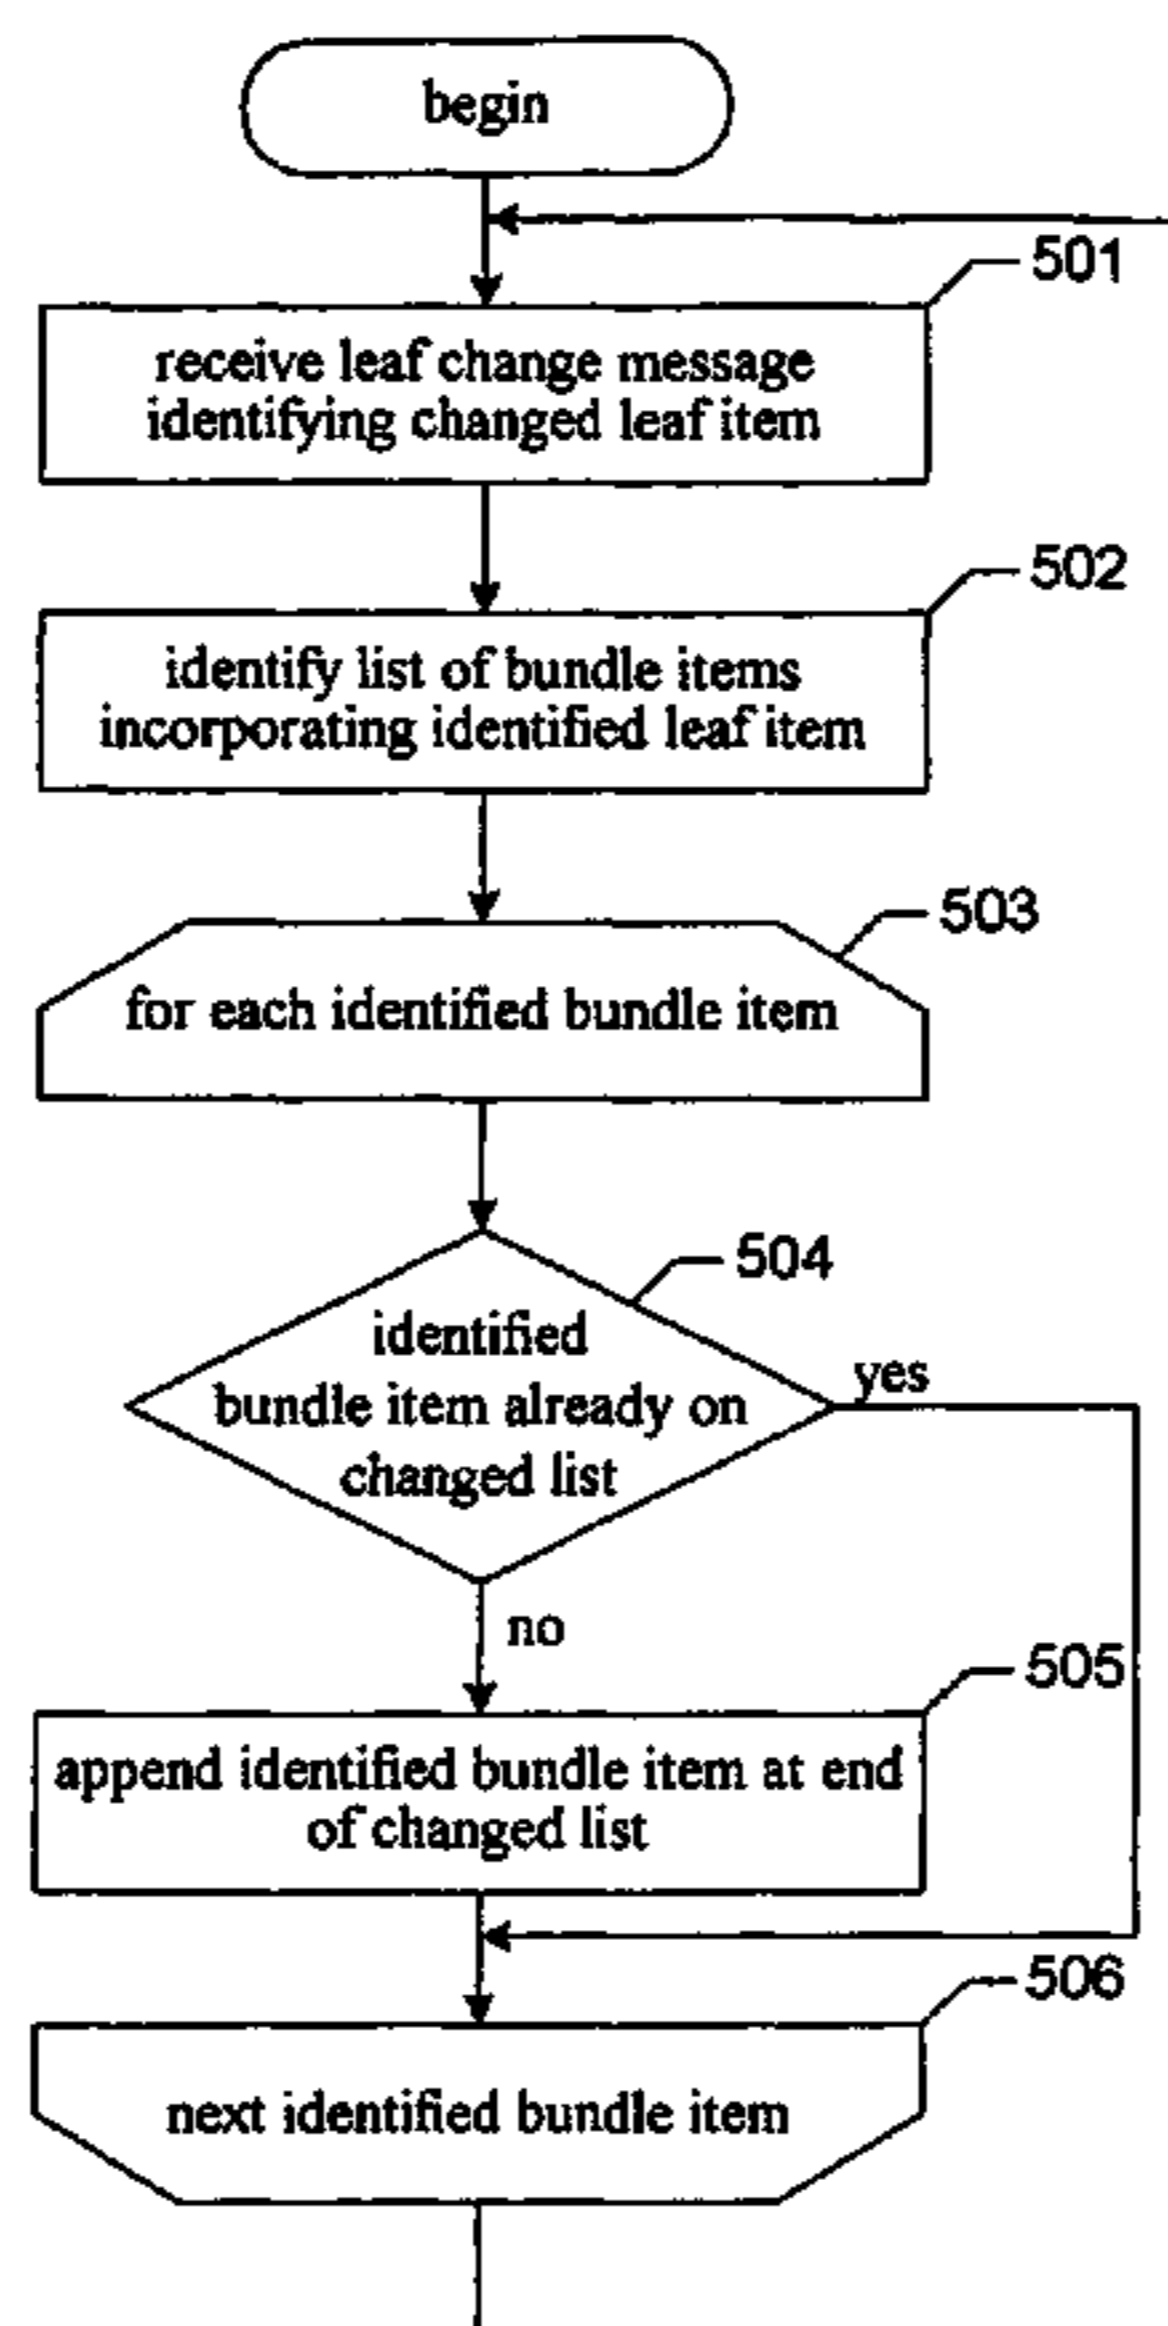 begin
501
receive leaf change message
identifying changed leaf item
502
identify list of bundle items
incorporating identified leaf item
503
for each identified bundle item
504
identified
bundle item already on
changed list
yes
no
505
append identified bundle item at end
of changed list
506
next identified bundle item